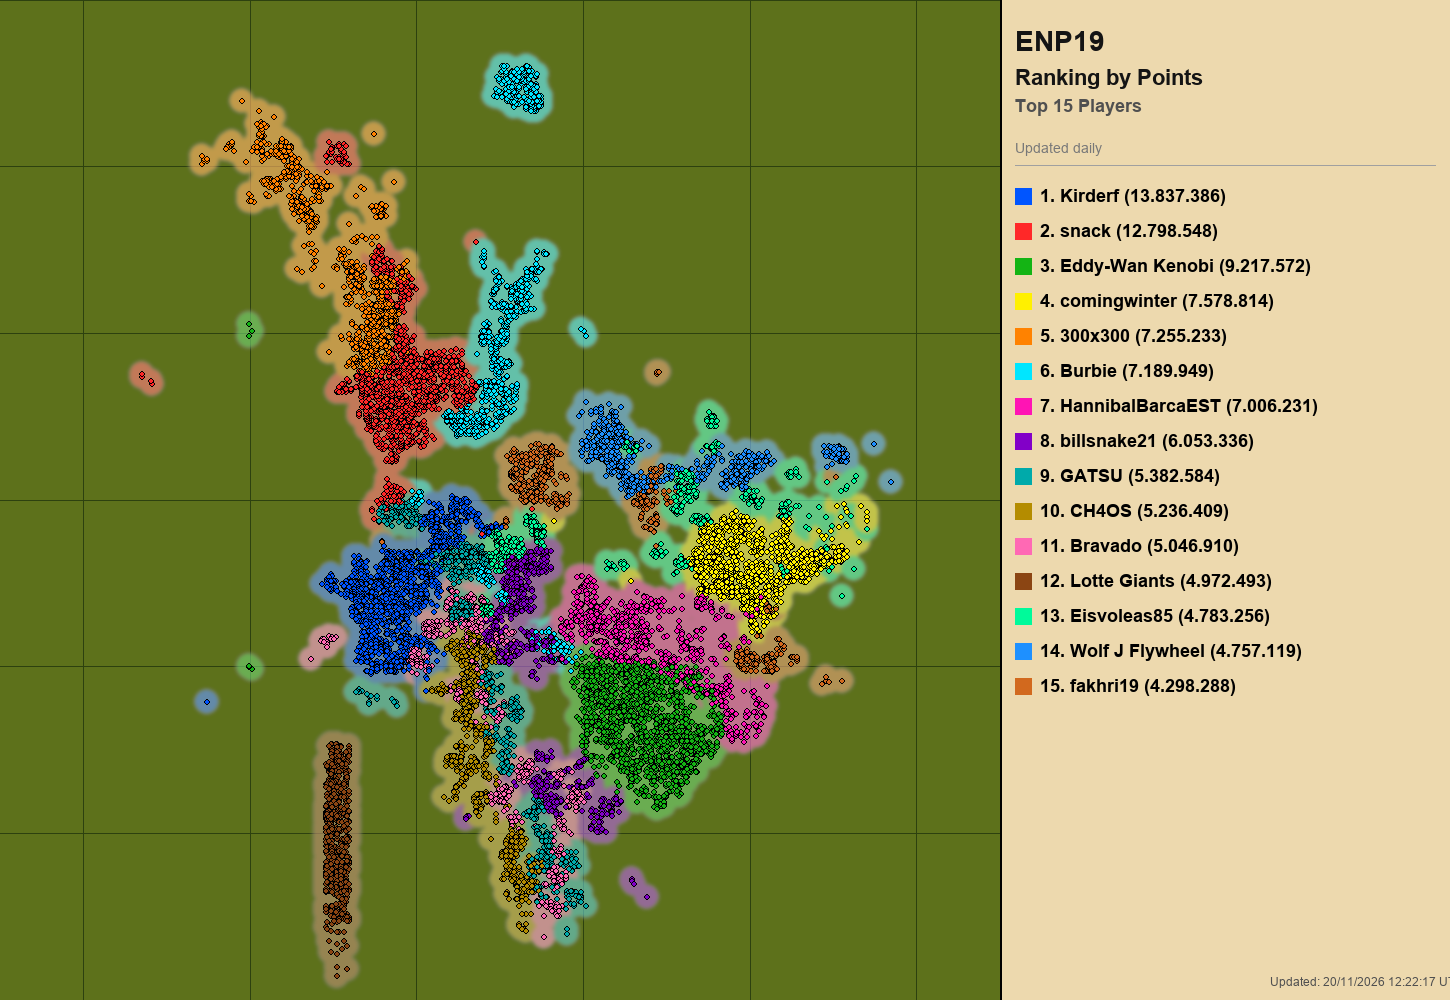 ENP19
Ranking by Points
Top 15 Players
Updated daily
1. Kirderf (13.837.386)
2. snack (12.798.548)
3. Eddy-Wan Kenobi (9.217.572)
4. comingwinter (7.578.814)
5. 300x300 (7.255.233)
6. Burbie (7.189.949)
7. HannibalBarcaEST (7.006.231)
8. billsnake21 (6.053.336)
9. GATSU (5.382.584)
10. CH4OS (5.236.409)
11. Bravado (5.046.910)
12. Lotte Giants (4.972.493)
13. Eisvoleas85 (4.783.256)
14. Wolf J Flywheel (4.757.119)
15. fakhri19 (4.298.288)
Updated: 20/11/2026 12:22:17